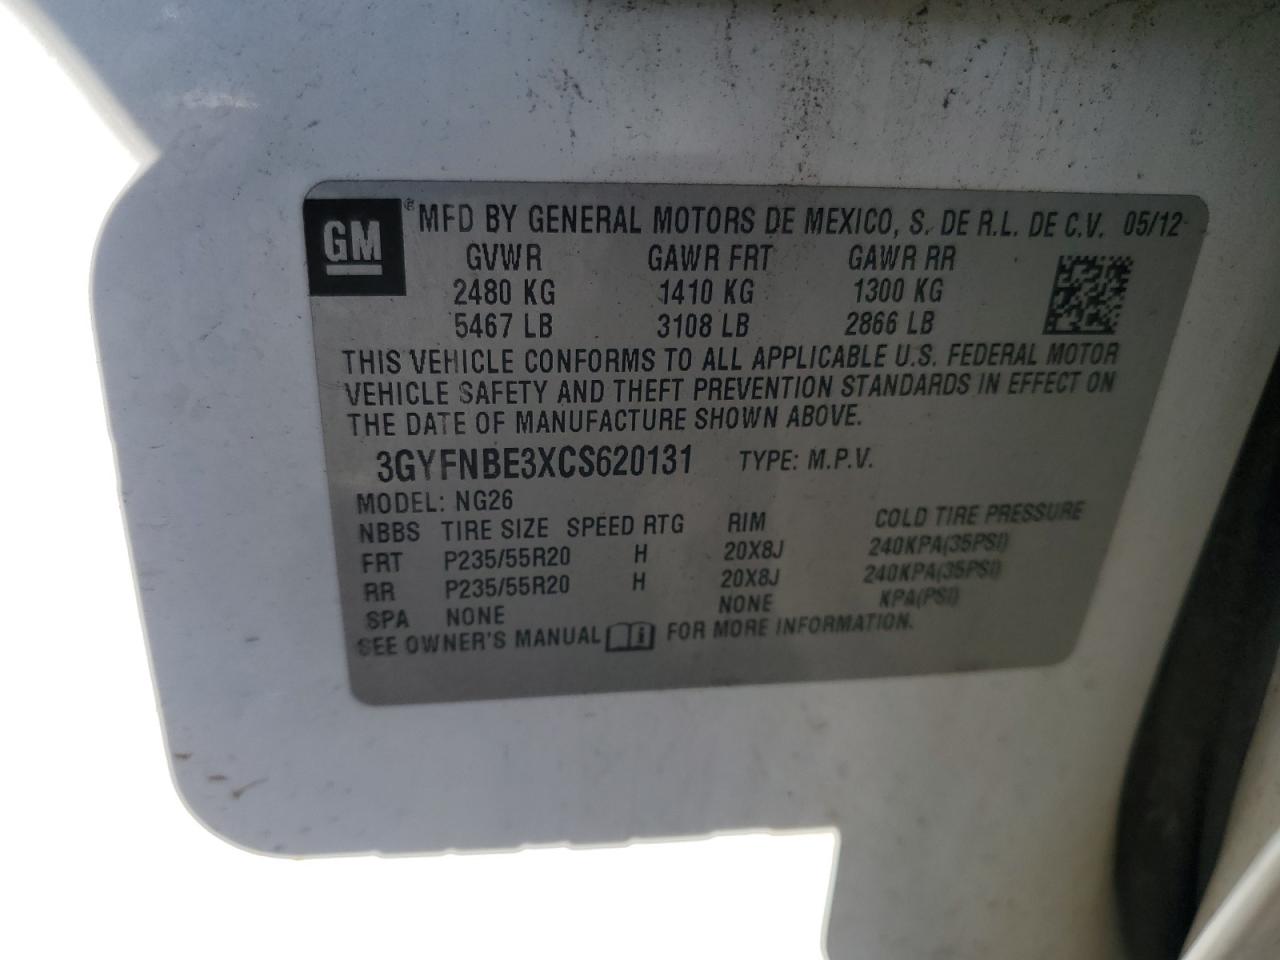 GM ® MFD BY GENERAL MOTORS DE MEXICO, S. DE R.L. DE C.V. 05/12
GVWR GAWR FRT GAWR RR
2480 KG 1410 KG 1300 KG
5467 LB 3108 LB 2866 LB
THIS VEHICLE CONFORMS TO ALL APPLICABLE U.S. FEDERAL MOTOR
VEHICLE SAFETY AND THEFT PREVENTION STANDARDS IN EFFECT ON
THE DATE OF MANUFACTURE SHOWN ABOVE.
3GYFNBE3XCS620131 TYPE: M.P.V.
MODEL: NG26
NBBS TIRE SIZE SPEED RTG RIM COLD TIRE PRESSURE
FRT P235/55R20 H 20X8J 240KPA(35PSI)
RR P235/55R20 H 20X8J 240KPA(35PSI)
SPA NONE NONE KPA(PSI)
SEE OWNER'S MANUAL FOR MORE INFORMATION.